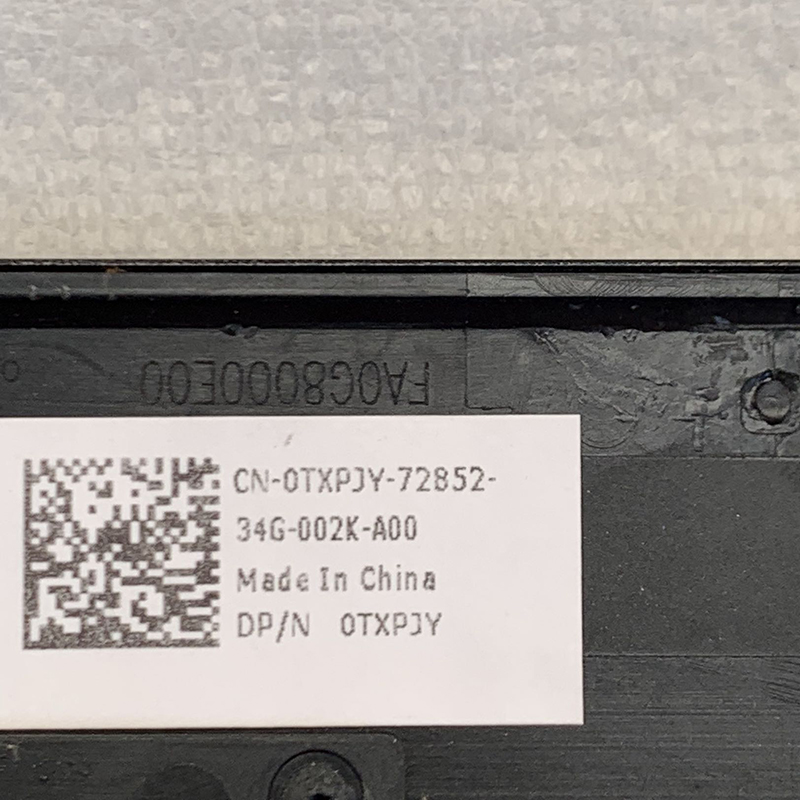 FA0G8000E00
CN-0TXPJY-72852-
34G-002K-A00
Made In China
DP/N 0TXPJY